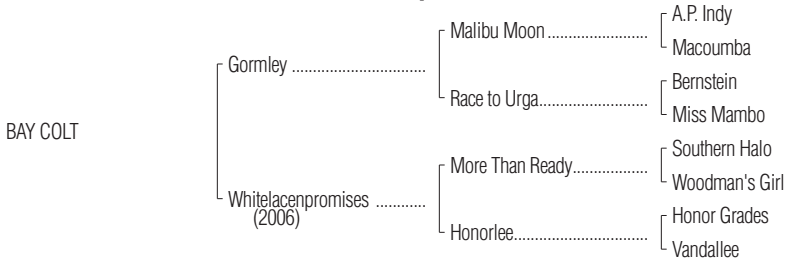 A.P. Indy
Malibu Moon ........................
Macoumba
Gormley ................................
Bernstein
Race to Urga..........................
Miss Mambo
BAY COLT
Southern Halo
More Than Ready..................
Woodman's Girl
Whitelacenpromises ............
(2006)
Honor Grades
Honorlee................................
Vandallee